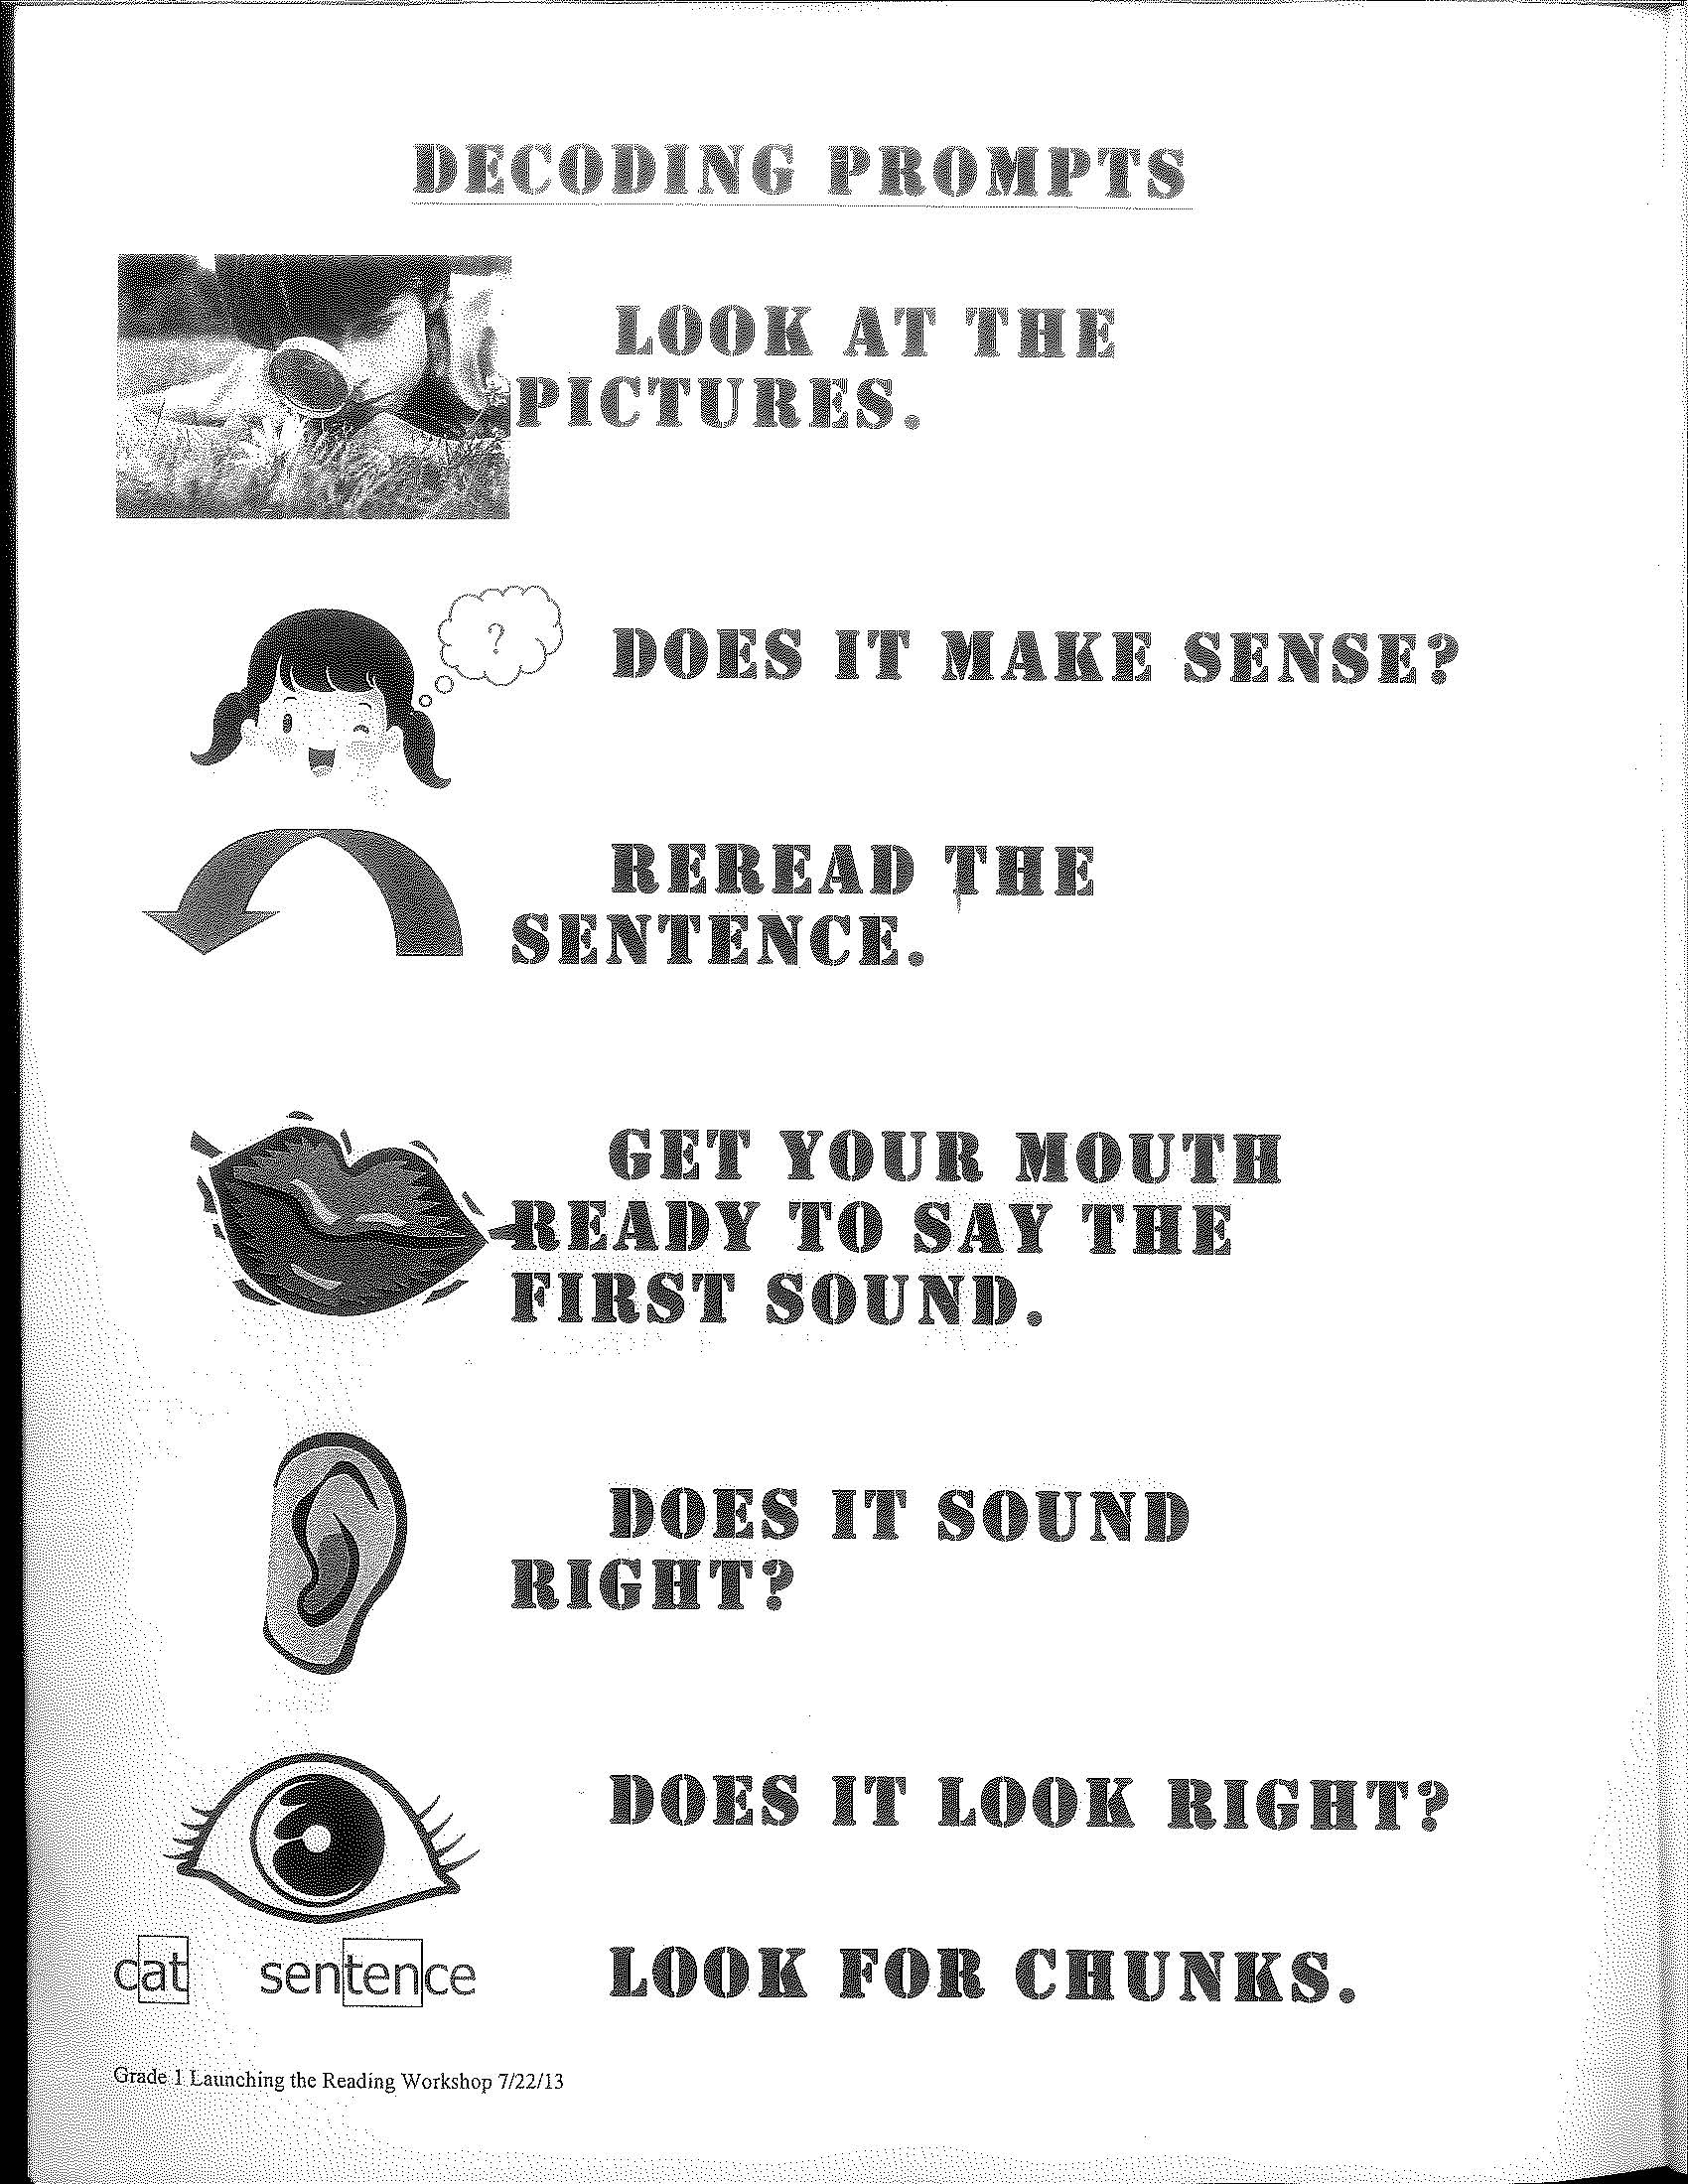 DECODING PROMPTS
LOOK AT THE
PICTURES.
?
DOES IT MAKE SENSE?
REREAD THE
SENTENCE.
GET YOUR MOUTH
READY TO SAY THE
FIRST SOUND.
DOES IT SOUND
RIGHT?
DOES IT LOOK RIGHT?
cat sentence
LOOK FOR CHUNKS.
Grade 1 Launching the Reading Workshop 7/22/13